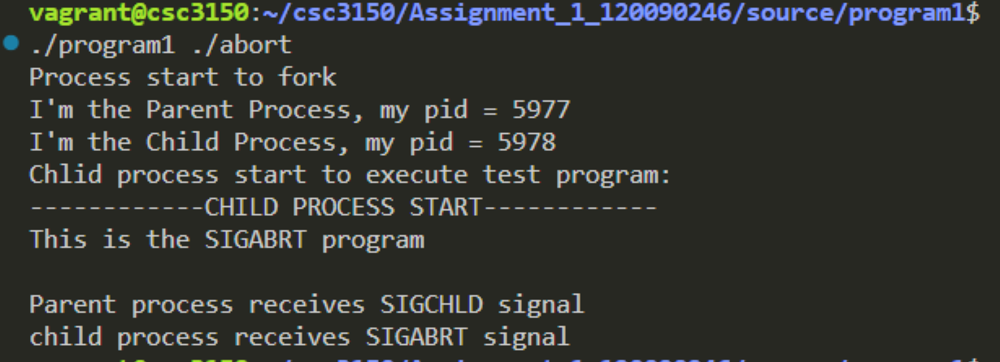 vagrant@csc3150:~/csc3150/Assignment_1_120090246/source/program1$
./program1 ./abort
Process start to fork
I'm the Parent Process, my pid = 5977
I'm the Child Process, my pid = 5978
Chlid process start to execute test program:
------------CHILD PROCESS START------------
This is the SIGABRT program
Parent process receives SIGCHLD signal
child process receives SIGABRT signal